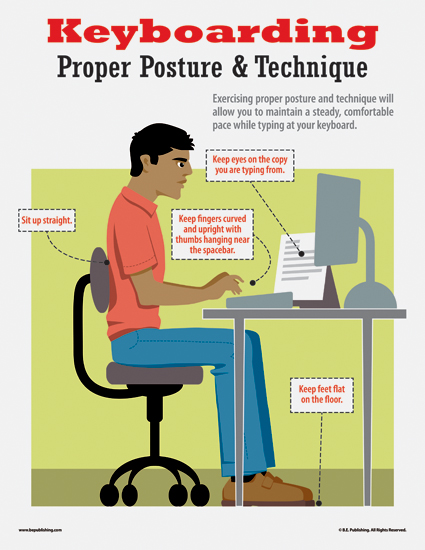 Keyboarding
Proper Posture & Technique
Exercising proper posture and technique will
allow you to maintain a steady, comfortable
pace while typing at your keyboard.
Keep eyes on the copy
you are typing from.
Sit up straight.
Keep fingers curved
and upright with
thumbs hanging near
the spacebar.
Keep feet flat
on the floor.
www.bepublishing.com
© B.E. Publishing. All Rights Reserved.